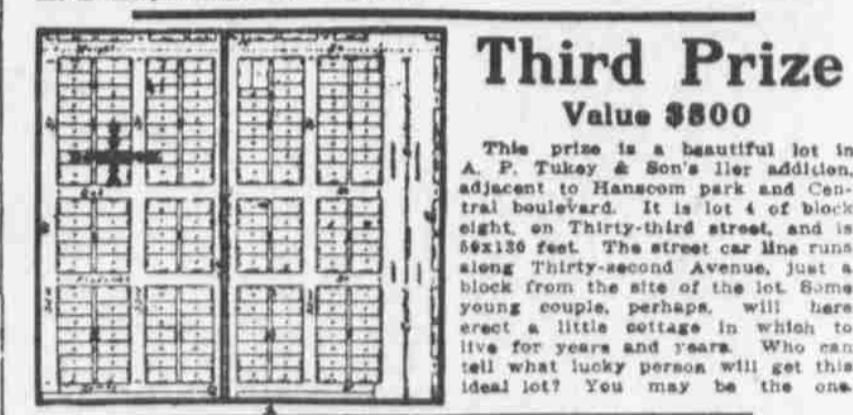 Third Prize
Value $800
This prize is a beautiful lot in
A. P. Tukey & Son's Iler addition,
adjacent to Hanscom park and Cen-
tral boulevard. It is lot 4 of block
eight, on Thirty-third street, and is
50x130 feet. The street car line runs
along Thirty-second Avenue, just a
block from the site of the lot. Some
young couple, perhaps, will here
erect a little cottage in which to
live for years and years. Who can
tell what lucky person will get this
ideal lot? You may be the one.